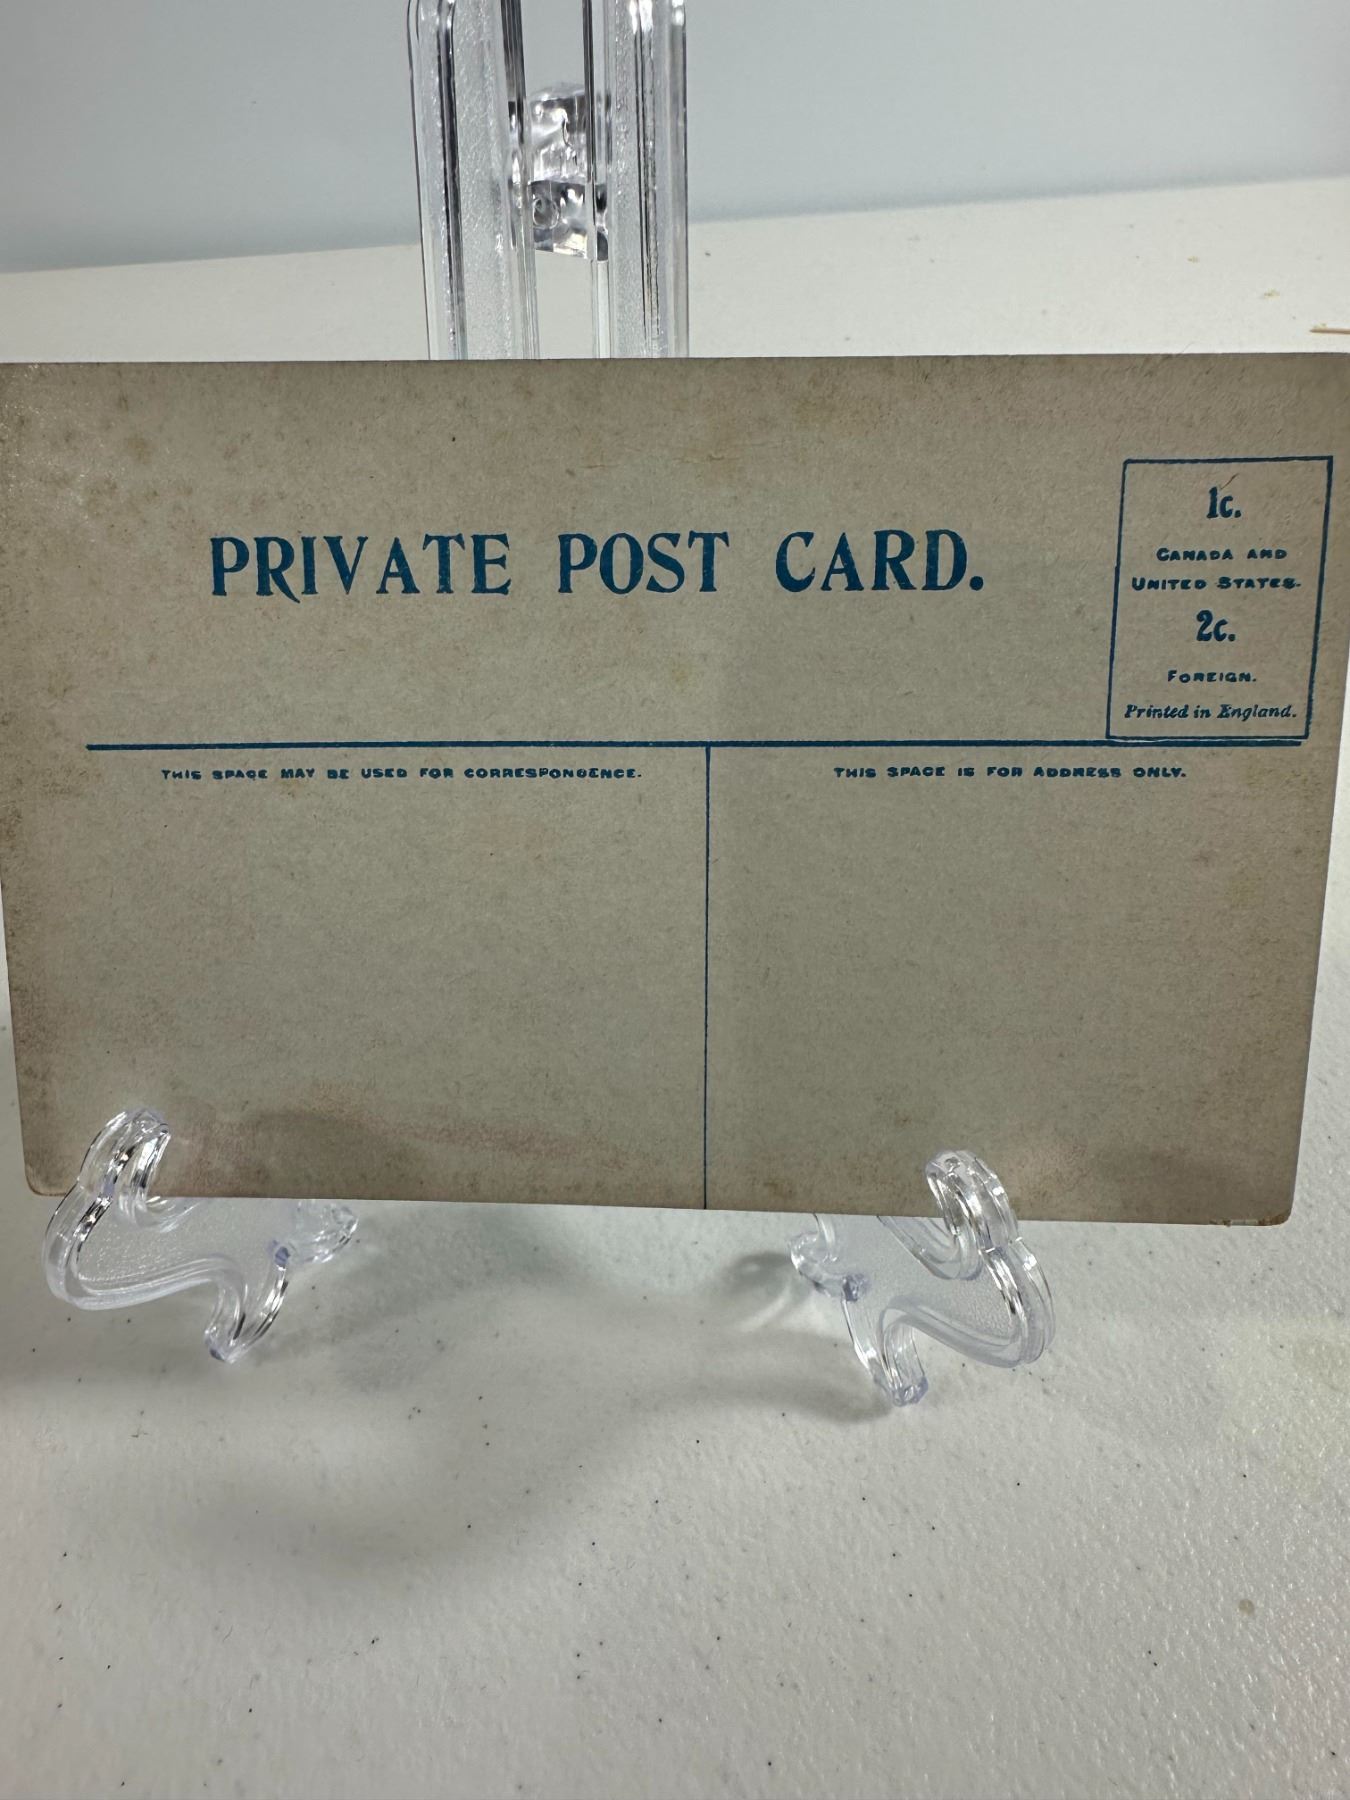 PRIVATE POST CARD.
1c.
CANADA AND
UNITED STATES.
2c.
FOREIGN.
Printed in England.
THIS SPACE MAY BE USED FOR CORRESPONDENCE.
THIS SPACE IS FOR ADDRESS ONLY.